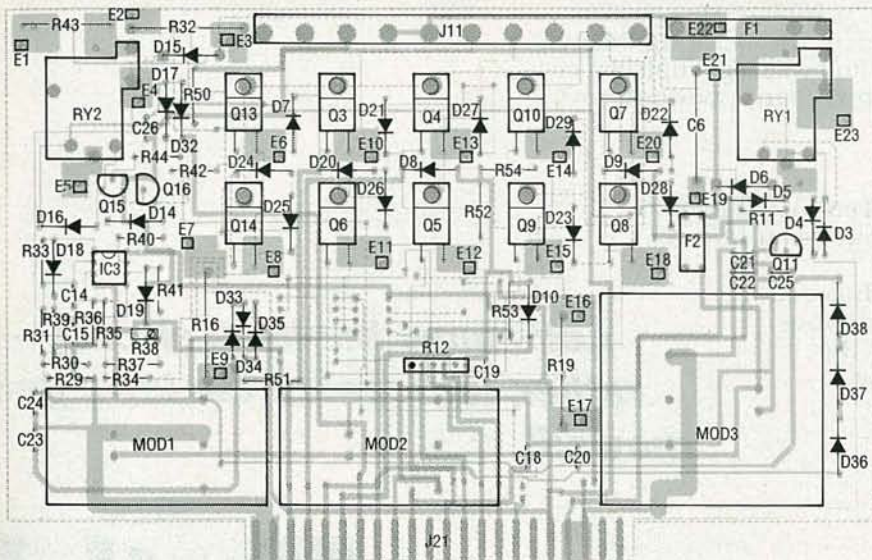 E2
R43 R32 J11 E22 F1
E1 D15 E3
D17 E4 R50 E21
RY2 C26 Q13 D7 Q3 D21 Q4 D27 Q10 D29 Q7 D22 C6 RY1 E23
D32
R44 R42 D24 E6 D20 E10 D8 E13 R54 E14 D9 E20
E5 Q15 Q16 D6 D5
D16 D14 D25 D26 R52 D23 D28 E19 R11 D4 D3
R40 E7 Q14 Q6 Q5 Q9 Q8 F2 Q11
R33 D18 IC3 E8 E11 E12 E15 E18 C21
C22 C25
C14 D19 R41 D33 D10
R39 R36 R16 D35 R53 E16 D38
R31 C15 R35 R38 D34 R12
R30 R37 E9 C19 R19
R29 R34 R51 D37
C24 E17
C23 MOD1 MOD2 C18 C20 MOD3 D36
J21